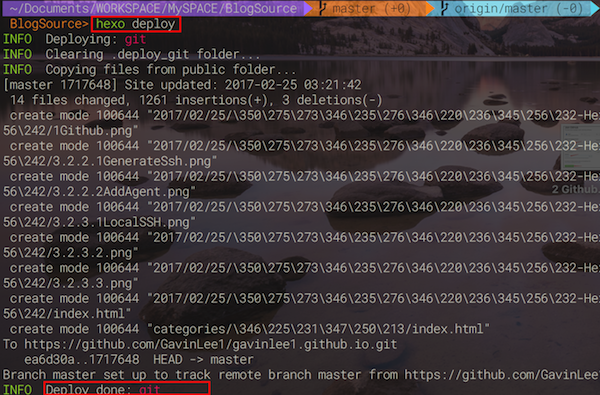 ~/Documents/WORKSPACE/MySPACE/BlogSource master (+0) origin/master (-0)
BlogSource> hexo deploy
INFO Deploying: git
INFO Clearing .deploy_git folder...
INFO Copying files from public folder...
[master 1717648] Site updated: 2017-02-25 03:21:42
14 files changed, 1261 insertions(+), 3 deletions(-)
create mode 100644 "2017/02/25/\350\275\273\346\235\276\346\220\236\345\256\232-He
56\242/1Github.png"
create mode 100644 "2017/02/25/\350\275\273\346\235\276\346\220\236\345\256\232-He
56\242/3.2.2.1GenerateSsh.png"
create mode 100644 "2017/02/25/\350\275\273\346\235\276\346\220\236\345\256\232-He
56\242/3.2.2.2AddAgent.png"
create mode 100644 "2017/02/25/\350\275\273\346\235\276\346\220\236\345\256\232-He
56\242/3.2.3.1LocalSSH.png"
create mode 100644 "2017/02/25/\350\275\273\346\235\276\346\220\236\345\256\232-He
56\242/3.2.3.2.png"
create mode 100644 "2017/02/25/\350\275\273\346\235\276\346\220\236\345\256\232-He
56\242/3.2.3.3.png"
create mode 100644 "2017/02/25/\350\275\273\346\235\276\346\220\236\345\256\232-He
56\242/index.html"
create mode 100644 "categories/\346\225\231\347\250\213/index.html"
To https://github.com/GavinLee1/gavinlee1.github.io.git
ea6d30a..1717648 HEAD -> master
Branch master set up to track remote branch master from https://github.com/GavinLe
INFO Deploy done: git
2 Github.